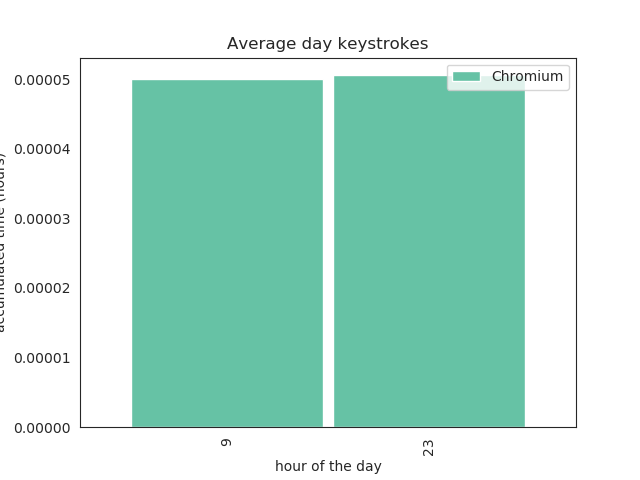 Average day keystrokes
Chromium
0.00005
0.00004
0.00003
0.00002
0.00001
0.00000
accumulated time (hours)
9
23
hour of the day